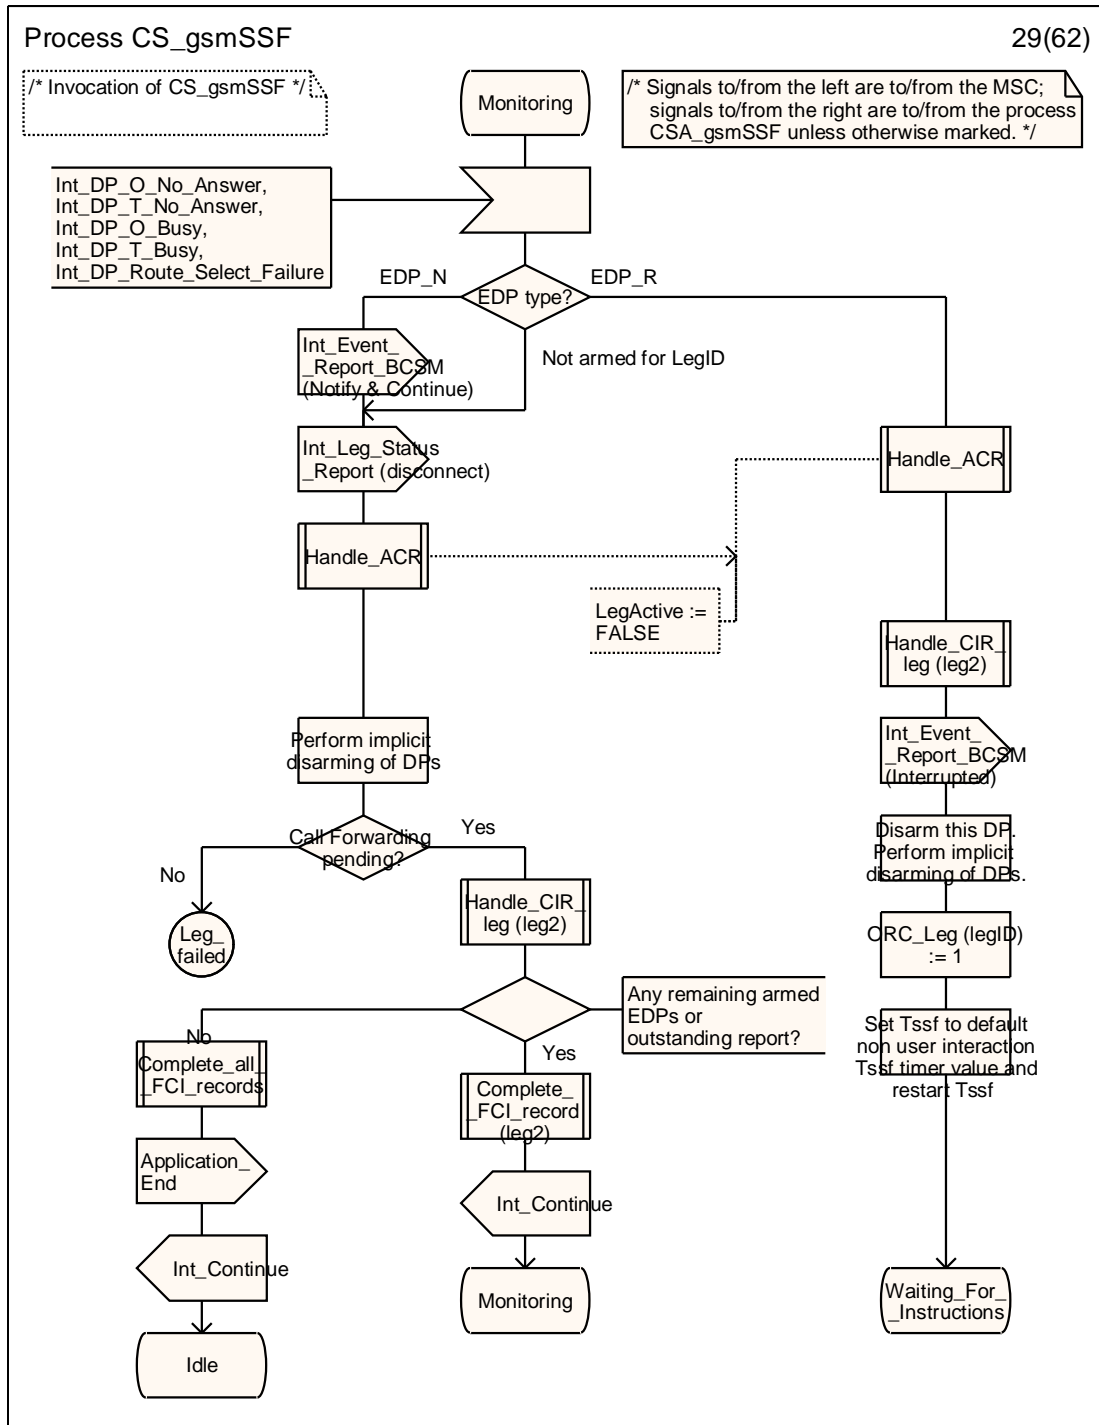 Process CS_gsmSSF
29(62)
/* Invocation of CS_gsmSSF */
Monitoring
/* Signals to/from the left are to/from the MSC;
signals to/from the right are to/from the process
CSA_gsmSSF unless otherwise marked. */
Int_DP_O_No_Answer,
Int_DP_T_No_Answer,
Int_DP_O_Busy,
Int_DP_T_Busy,
Int_DP_Route_Select_Failure
EDP_N
EDP type?
EDP_R
Int_Event_
_Report_BCSM
(Notify & Continue)
Not armed for LegID
Int_Leg_Status
_Report (disconnect)
Handle_ACR
Handle_ACR
LegActive :=
FALSE
Handle_CIR_
leg (leg2)
Perform implicit
disarming of DPs
Int_Event_
_Report_BCSM
(Interrupted)
Call Forwarding
pending?
Yes
No
Disarm this DP.
Perform implicit
disarming of DPs.
Handle_CIR_
leg (leg2)
Leg_
failed
ORC_Leg (legID)
:= 1
Any remaining armed
EDPs or
outstanding report?
No
Yes
Set Tssf to default
non user interaction
Tssf timer value and
restart Tssf
Complete_all_
_FCI_records
Complete_
_FCI_record
(leg2)
Application_
End
Int_Continue
Int_Continue
Monitoring
Waiting_For_
_Instructions
Idle